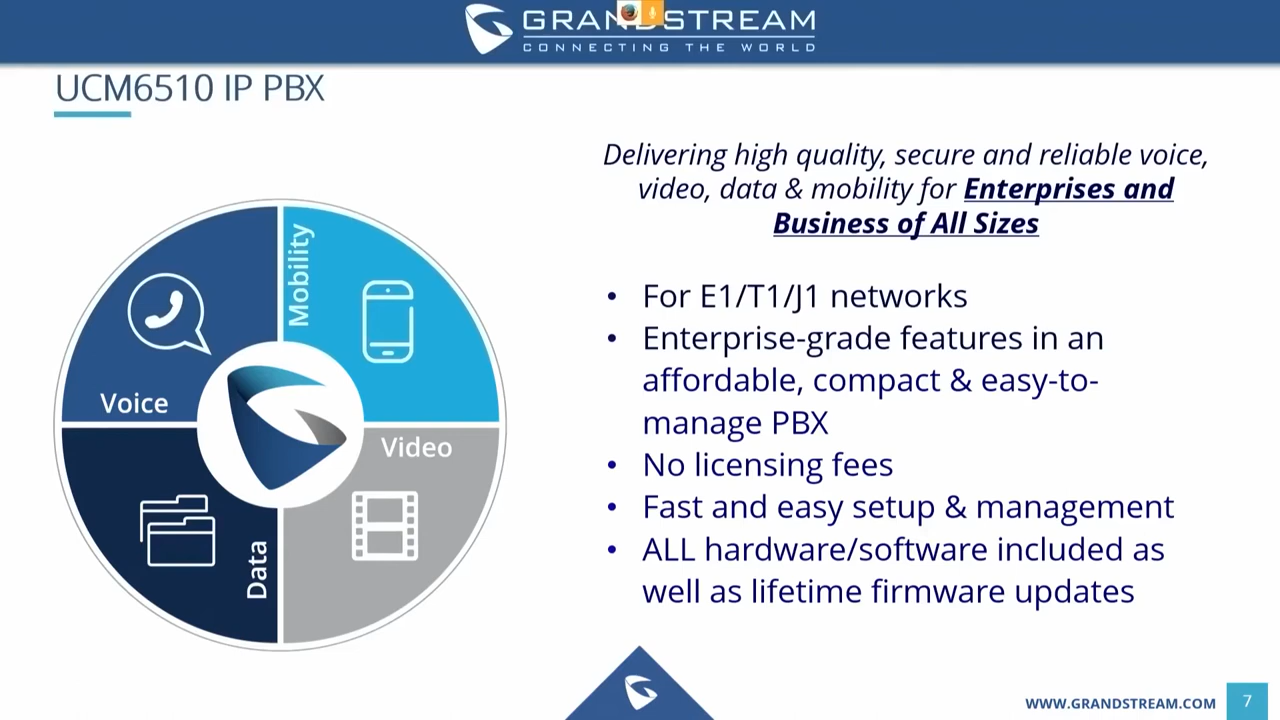 GRANDSTREAM
CONNECTING THE WORLD
UCM6510 IP PBX
Delivering high quality, secure and reliable voice,
video, data & mobility for Enterprises and
Business of All Sizes
Voice
Mobility
Video
Data
• For E1/T1/J1 networks
• Enterprise-grade features in an
affordable, compact & easy-to-
manage PBX
• No licensing fees
• Fast and easy setup & management
• ALL hardware/software included as
well as lifetime firmware updates
WWW.GRANDSTREAM.COM
7